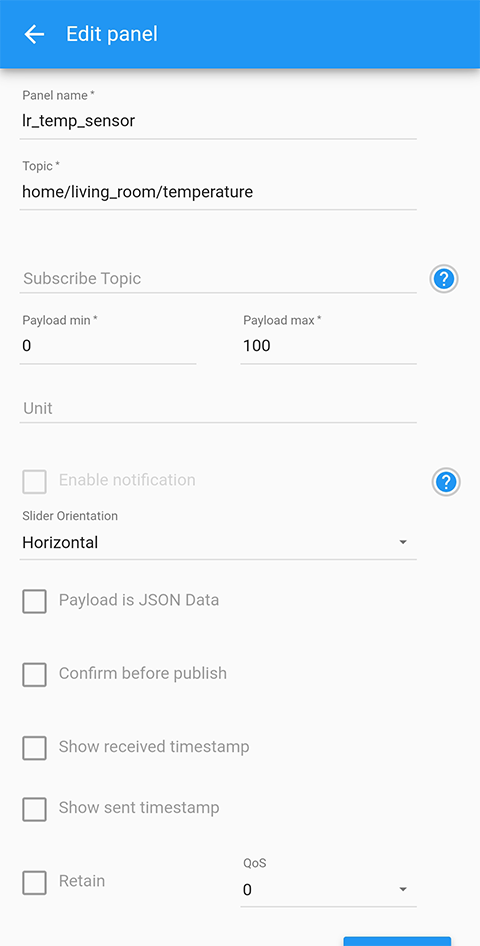 Edit panel
Panel name *
lr_temp_sensor
Topic *
home/living_room/temperature
Subscribe Topic
?
Payload min * Payload max *
0 100
Unit
Enable notification
?
Slider Orientation
Horizontal
Payload is JSON Data
Confirm before publish
Show received timestamp
Show sent timestamp
QoS
Retain
0